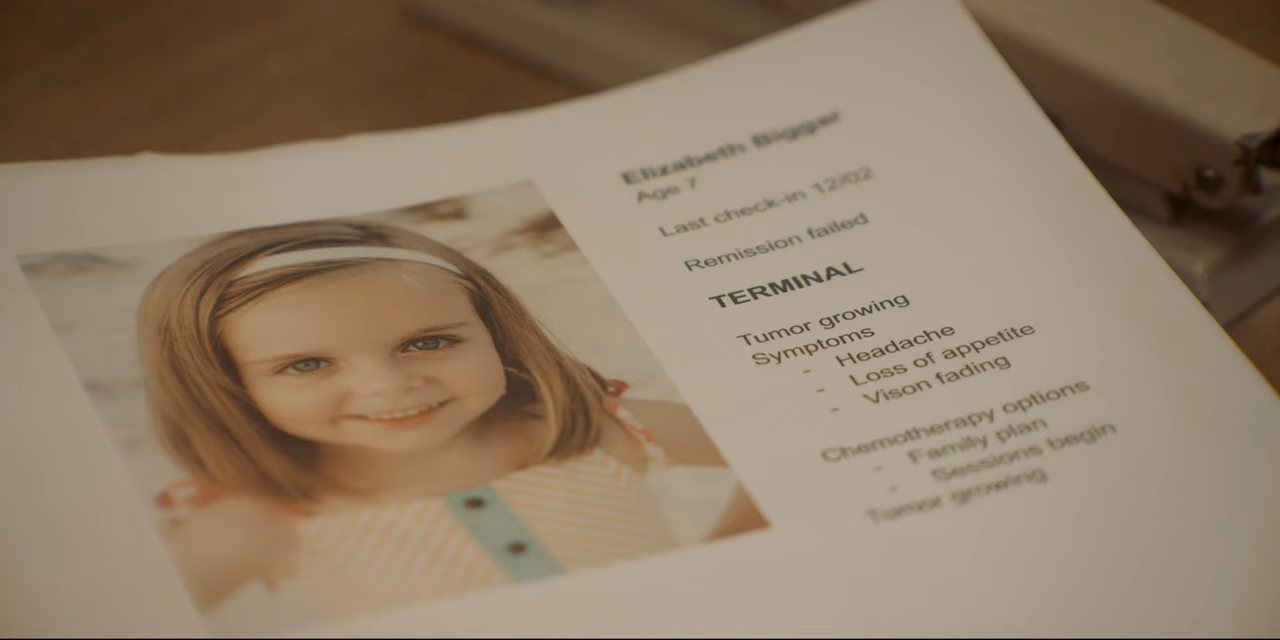 Elizabeth Bigger
Age 7
Last check-in 12/02
Remission failed
TERMINAL
Tumor growing
Symptoms
- Headache
- Loss of appetite
- Vison fading
Chemotherapy options
- Family plan
- Sessions begin
Tumor growing